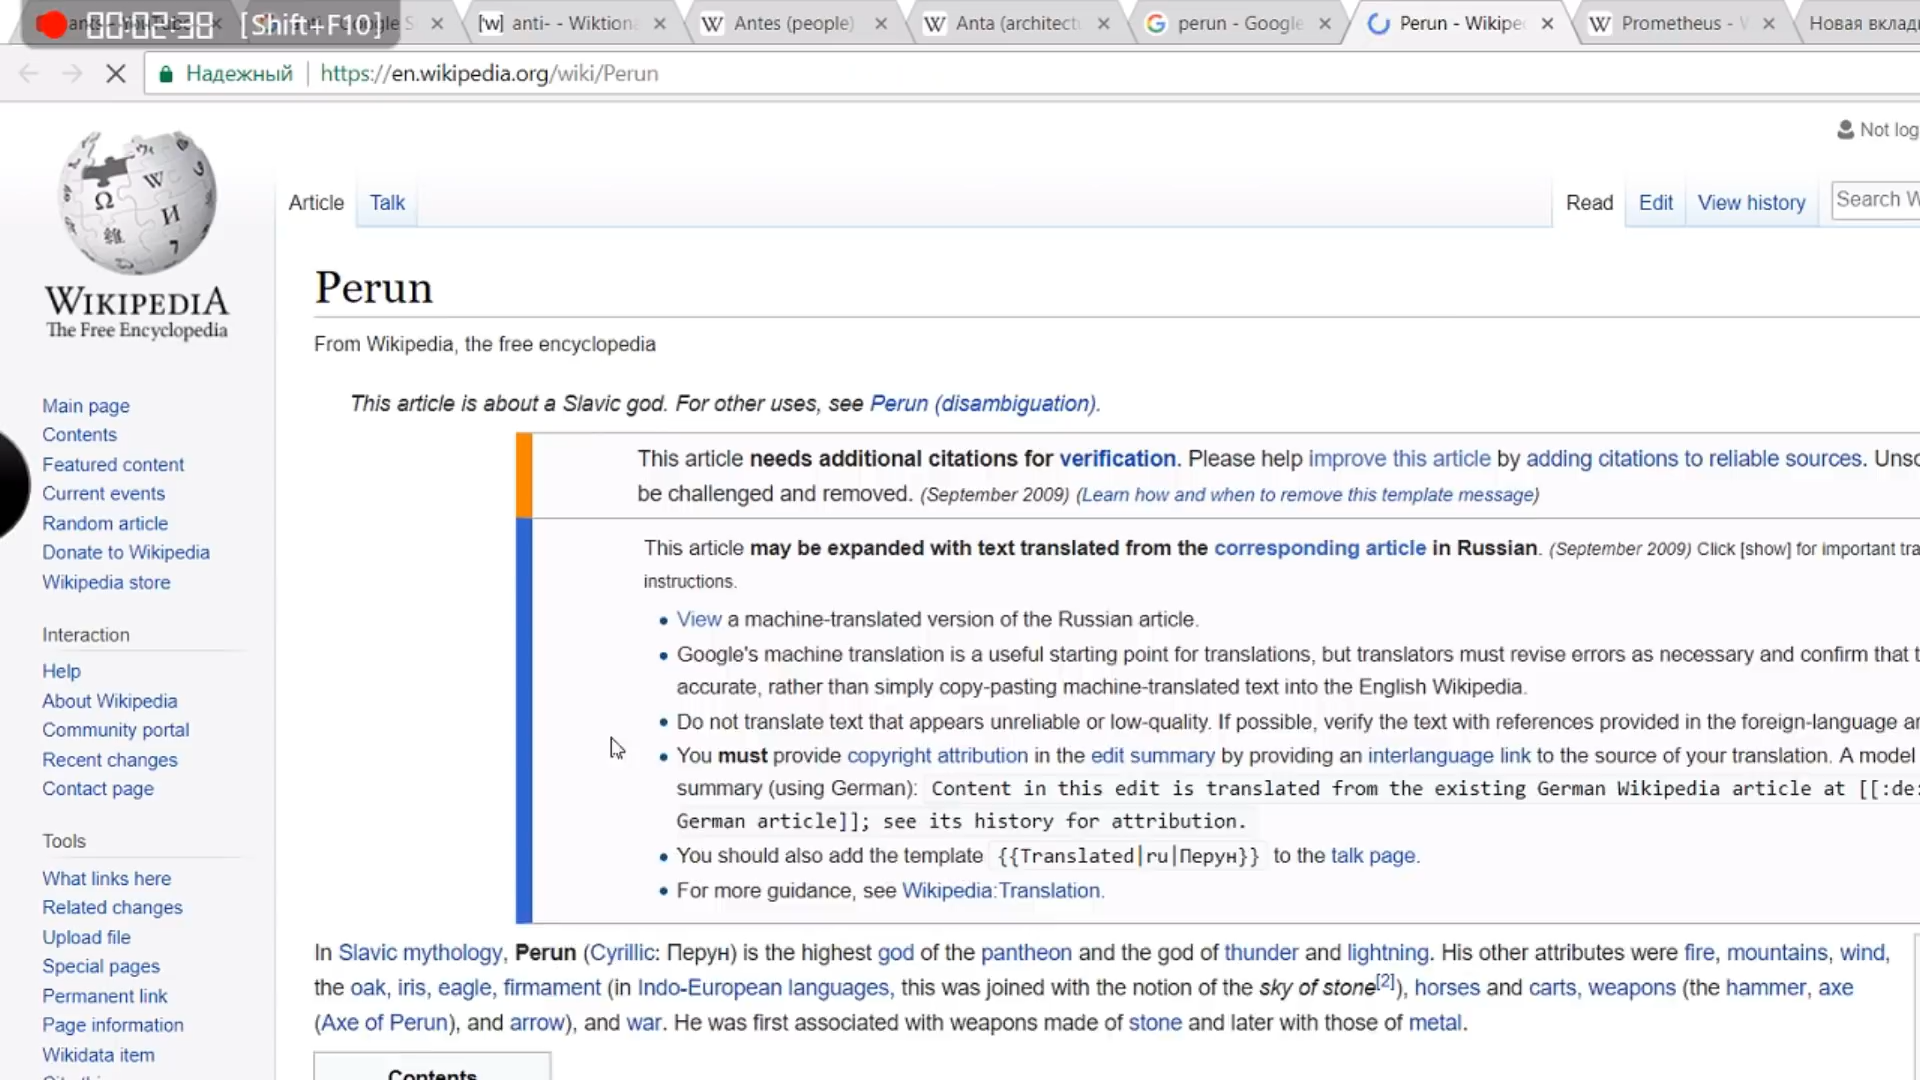 ants - YouTube
00:02:38 [Shift+F10]
anti- - Wiktion
Antes (people)
Anta (architectu
perun - Google
Perun - Wikipe
Prometheus -
Новая вклад
Надежный https://en.wikipedia.org/wiki/Perun
Not log
Article Talk Read Edit View history Search W
WIKIPEDIA
The Free Encyclopedia
Perun
From Wikipedia, the free encyclopedia
This article is about a Slavic god. For other uses, see Perun (disambiguation).
This article needs additional citations for verification. Please help improve this article by adding citations to reliable sources. Unso
be challenged and removed. (September 2009) (Learn how and when to remove this template message)
This article may be expanded with text translated from the corresponding article in Russian. (September 2009) Click [show] for important tra
instructions.
• View a machine-translated version of the Russian article.
• Google's machine translation is a useful starting point for translations, but translators must revise errors as necessary and confirm that t
accurate, rather than simply copy-pasting machine-translated text into the English Wikipedia.
• Do not translate text that appears unreliable or low-quality. If possible, verify the text with references provided in the foreign-language ar
• You must provide copyright attribution in the edit summary by providing an interlanguage link to the source of your translation. A model
summary (using German): Content in this edit is translated from the existing German Wikipedia article at [[:de:
German article]]; see its history for attribution.
• You should also add the template {{Translated|ru|Перун}} to the talk page.
• For more guidance, see Wikipedia:Translation.
In Slavic mythology, Perun (Cyrillic: Перун) is the highest god of the pantheon and the god of thunder and lightning. His other attributes were fire, mountains, wind,
the oak, iris, eagle, firmament (in Indo-European languages, this was joined with the notion of the sky of stone[2]), horses and carts, weapons (the hammer, axe
(Axe of Perun), and arrow), and war. He was first associated with weapons made of stone and later with those of metal.
Contents
Main page
Contents
Featured content
Current events
Random article
Donate to Wikipedia
Wikipedia store
Interaction
Help
About Wikipedia
Community portal
Recent changes
Contact page
Tools
What links here
Related changes
Upload file
Special pages
Permanent link
Page information
Wikidata item